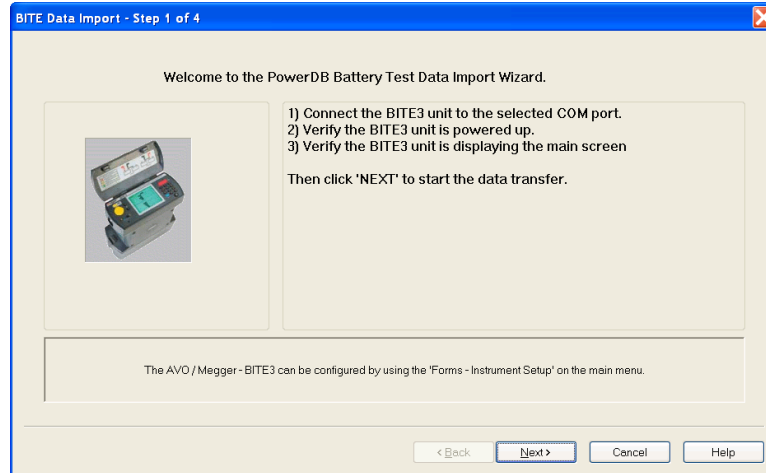 BITE Data Import - Step 1 of 4
Welcome to the PowerDB Battery Test Data Import Wizard.
1) Connect the BITE3 unit to the selected COM port.
2) Verify the BITE3 unit is powered up.
3) Verify the BITE3 unit is displaying the main screen
Then click 'NEXT' to start the data transfer.
The AVO / Megger - BITE3 can be configured by using the 'Forms - Instrument Setup' on the main menu.
< Back Next > Cancel Help